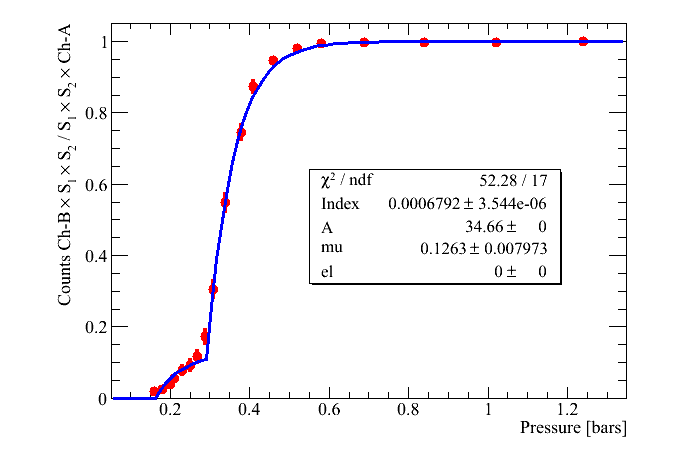 Counts Ch-B × S₁ × S₂ / S₁ × S₂ × Ch-A
1
0.8
0.6
0.4
0.2
0
χ² / ndf 52.28 / 17
Index 0.0006792 ± 3.544e-06
A 34.66 ± 0
mu 0.1263 ± 0.007973
el 0 ± 0
0.2 0.4 0.6 0.8 1 1.2
Pressure [bars]